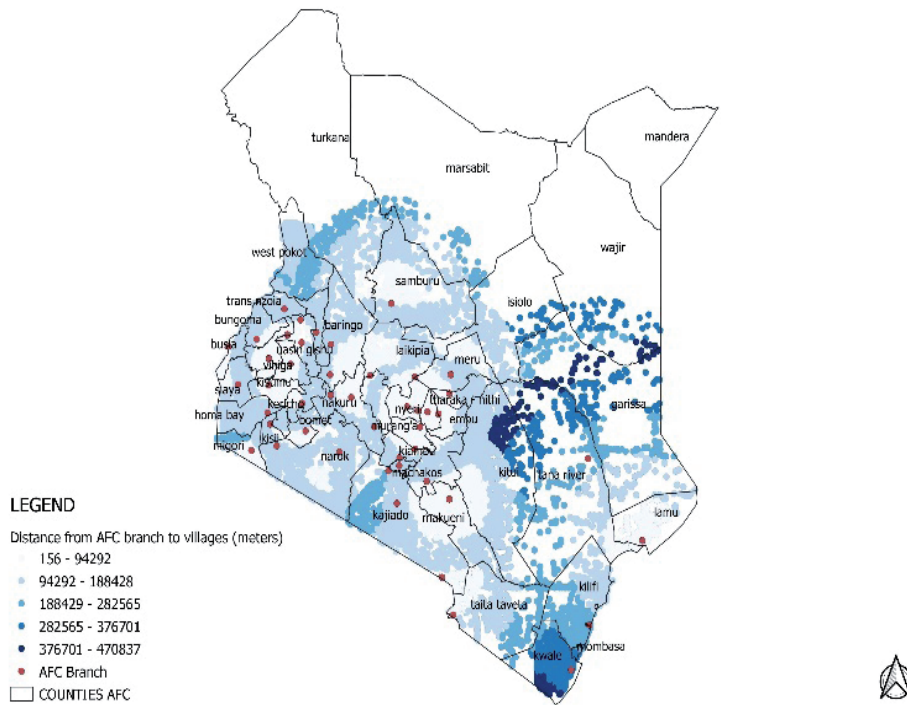 turkana
mandera
marsabit
wajir
west pokot
samburu
isiolo
trans nzoia
bungoma
baringo
busia
uasin gishu
laikipia
meru
vihiga
siaya
kisumu
garissa
nakuru
tharaka - nithi
kericho
nyeri
homa bay
embu
bomet
murang'a
kisii
migori
kiambu
narok
kitui
tana river
machakos
LEGEND
kajiado
makueni
lamu
Distance from AFC branch to villages (meters)
156 - 94292
94292 - 188428
kilifi
188429 - 282565
taita taveta
282565 - 376701
376701 - 470837
mombasa
kwale
AFC Branch
COUNTIES AFC